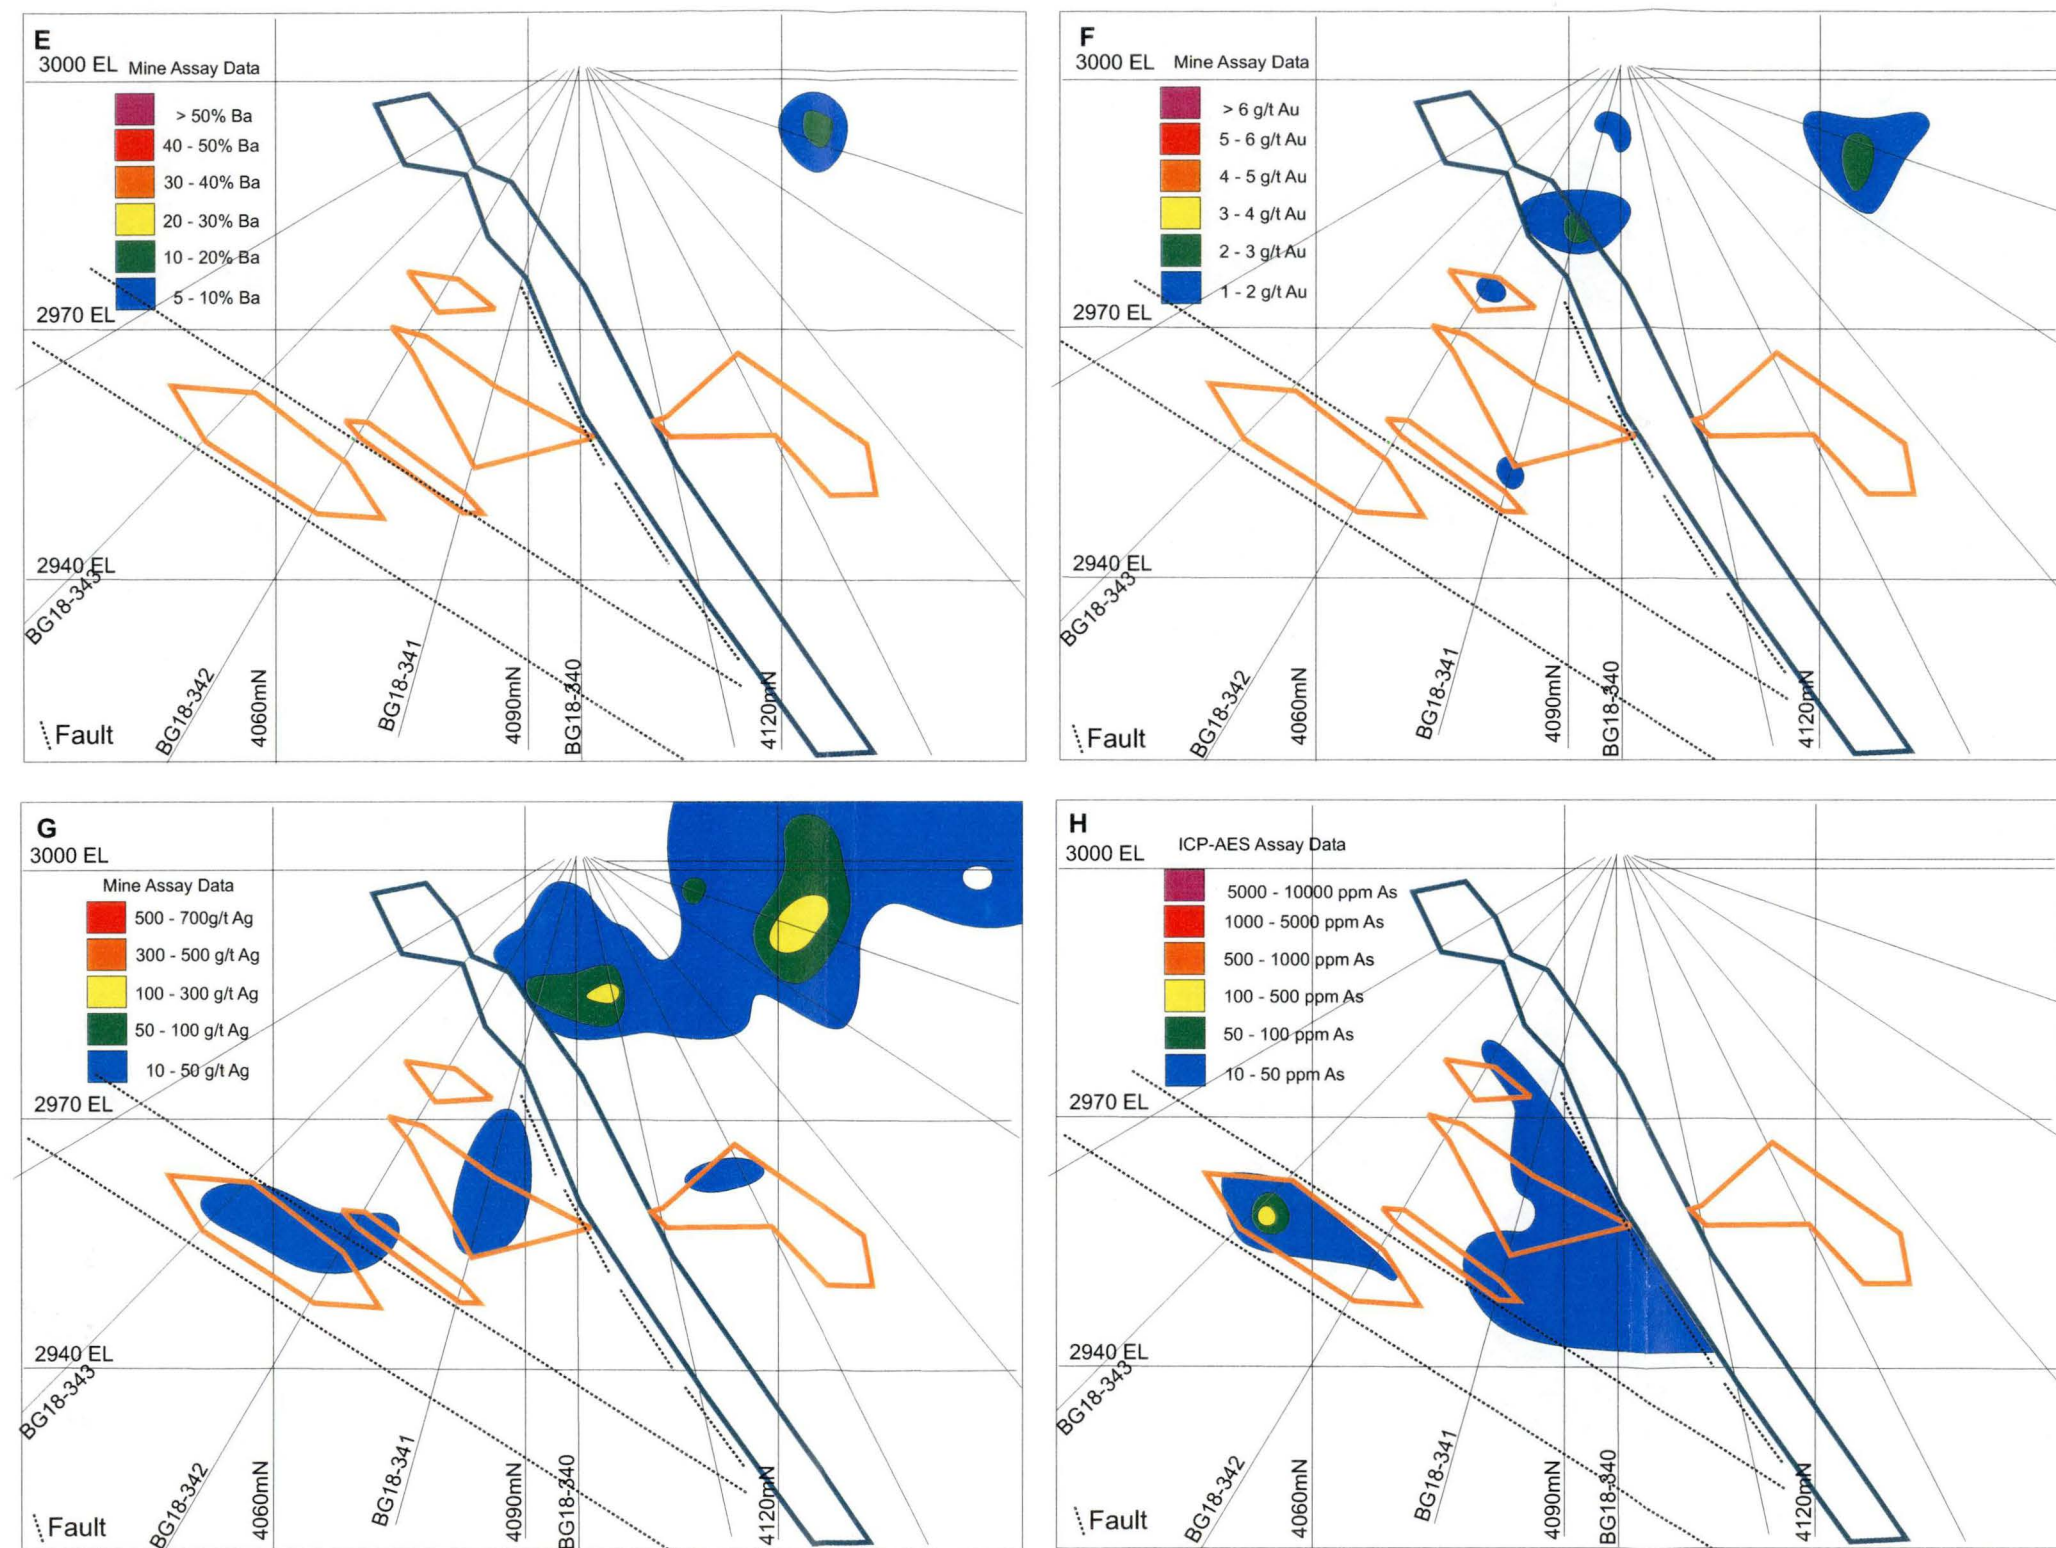 E
3000 EL Mine Assay Data
> 50% Ba
40 - 50% Ba
30 - 40% Ba
20 - 30% Ba
10 - 20% Ba
5 - 10% Ba
2970 EL
2940 EL
BG18-343
BG18-342
4060mN
BG18-341
4090mN
BG18-340
4120mN
Fault
F
3000 EL Mine Assay Data
> 6 g/t Au
5 - 6 g/t Au
4 - 5 g/t Au
3 - 4 g/t Au
2 - 3 g/t Au
1 - 2 g/t Au
2970 EL
2940 EL
BG18-343
BG18-342
4060mN
BG18-341
4090mN
BG18-340
4120mN
Fault
G
3000 EL
Mine Assay Data
500 - 700g/t Ag
300 - 500 g/t Ag
100 - 300 g/t Ag
50 - 100 g/t Ag
10 - 50 g/t Ag
2970 EL
2940 EL
BG18-343
BG18-342
4060mN
BG18-341
4090mN
BG18-340
4120mN
Fault
H
ICP-AES Assay Data
3000 EL
5000 - 10000 ppm As
1000 - 5000 ppm As
500 - 1000 ppm As
100 - 500 ppm As
50 - 100 ppm As
10 - 50 ppm As
2970 EL
2940 EL
BG18-343
BG18-342
4060mN
BG18-341
4090mN
BG18-340
4120mN
Fault